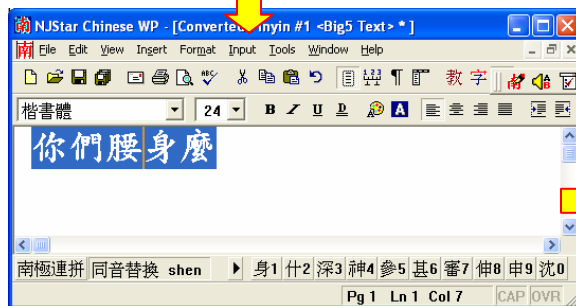 NJStar Chinese WP - [Converted Pinyin #1 <Big5 Text> * ]
File Edit View Insert Format Input Tools Window Help
教 字
楷書體 24 B Z U D A
你們腰身麼
南極連拼 同音替换 shen 身1 什2 深3 神4 參5 甚6 審7 伸8 申9 沈0
Pg 1 Ln 1 Col 7 CAP OVR